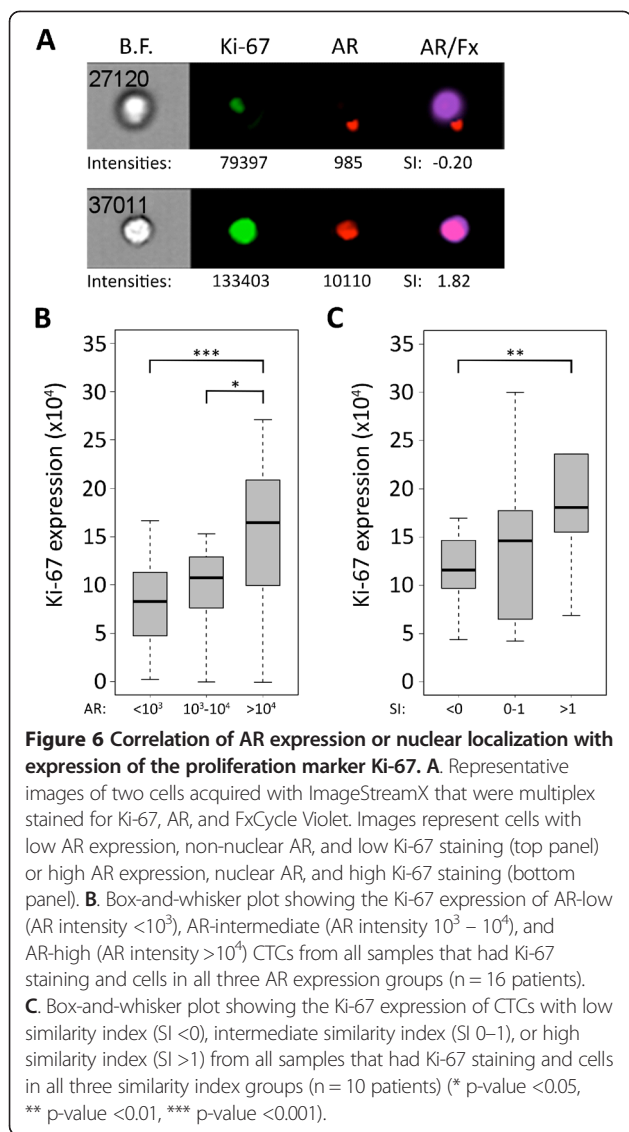 A
B.F. Ki-67 AR AR/Fx
27120
Intensities: 79397 985 SI: -0.20
37011
Intensities: 133403 10110 SI: 1.82
B
Ki-67 expression (x10⁴)
35
30
25
20
15
10
5
0
***
*
AR: <10³ 10³-10⁴ >10⁴
C
Ki-67 expression (x10⁴)
35
30
25
20
15
10
5
0
**
SI: <0 0-1 >1
Figure 6 Correlation of AR expression or nuclear localization with
expression of the proliferation marker Ki-67. A. Representative
images of two cells acquired with ImageStreamX that were multiplex
stained for Ki-67, AR, and FxCycle Violet. Images represent cells with
low AR expression, non-nuclear AR, and low Ki-67 staining (top panel)
or high AR expression, nuclear AR, and high Ki-67 staining (bottom
panel). B. Box-and-whisker plot showing the Ki-67 expression of AR-low
(AR intensity <10³), AR-intermediate (AR intensity 10³ – 10⁴), and
AR-high (AR intensity >10⁴) CTCs from all samples that had Ki-67
staining and cells in all three AR expression groups (n = 16 patients).
C. Box-and-whisker plot showing the Ki-67 expression of CTCs with low
similarity index (SI <0), intermediate similarity index (SI 0–1), or high
similarity index (SI >1) from all samples that had Ki-67 staining and cells
in all three similarity index groups (n = 10 patients) (* p-value <0.05,
** p-value <0.01, *** p-value <0.001).